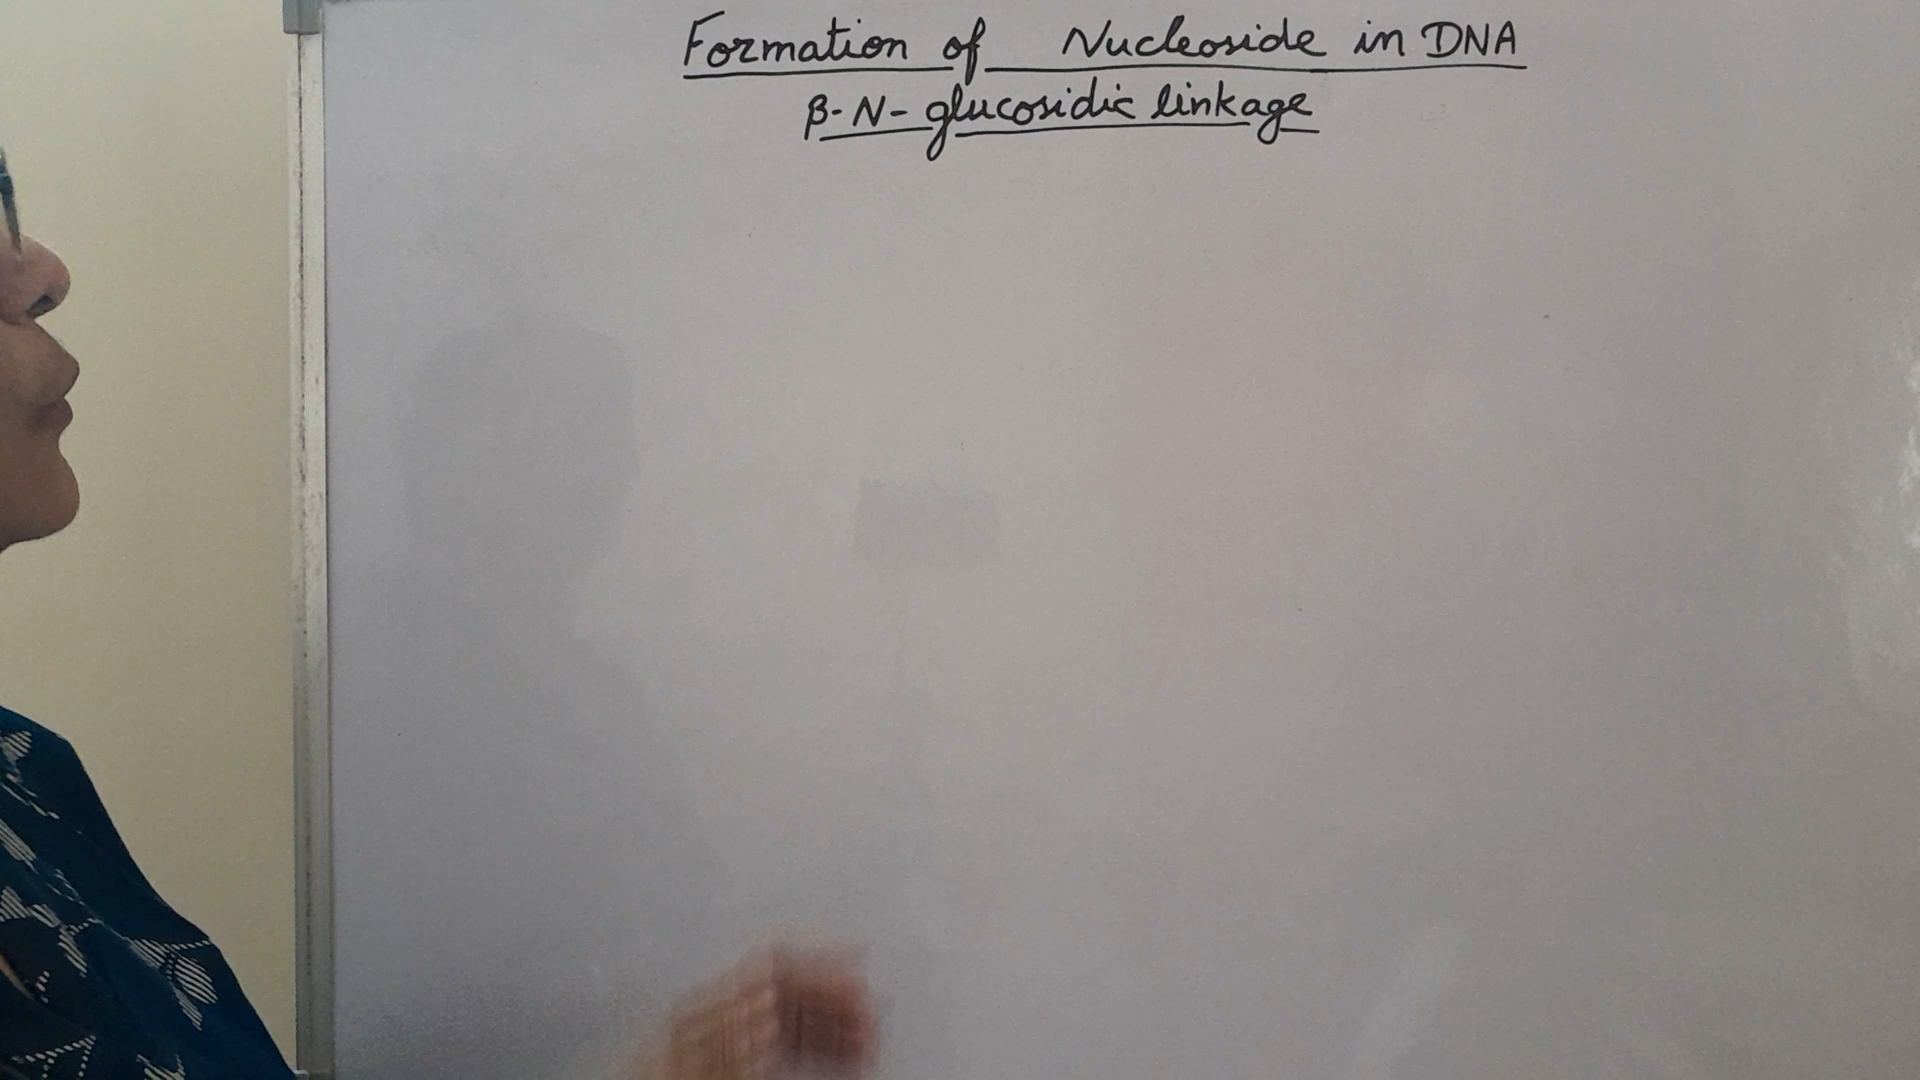 Formation of Nucleoside in DNA
β-N-glucosidic linkage